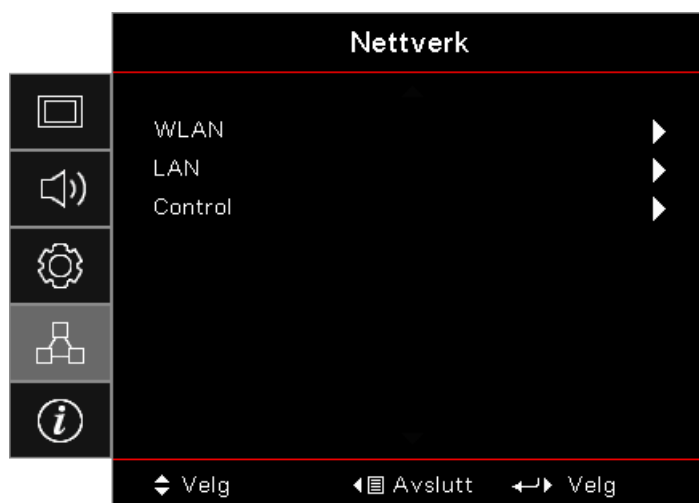 Nettverk
WLAN
LAN
Control
Velg Avslutt Velg